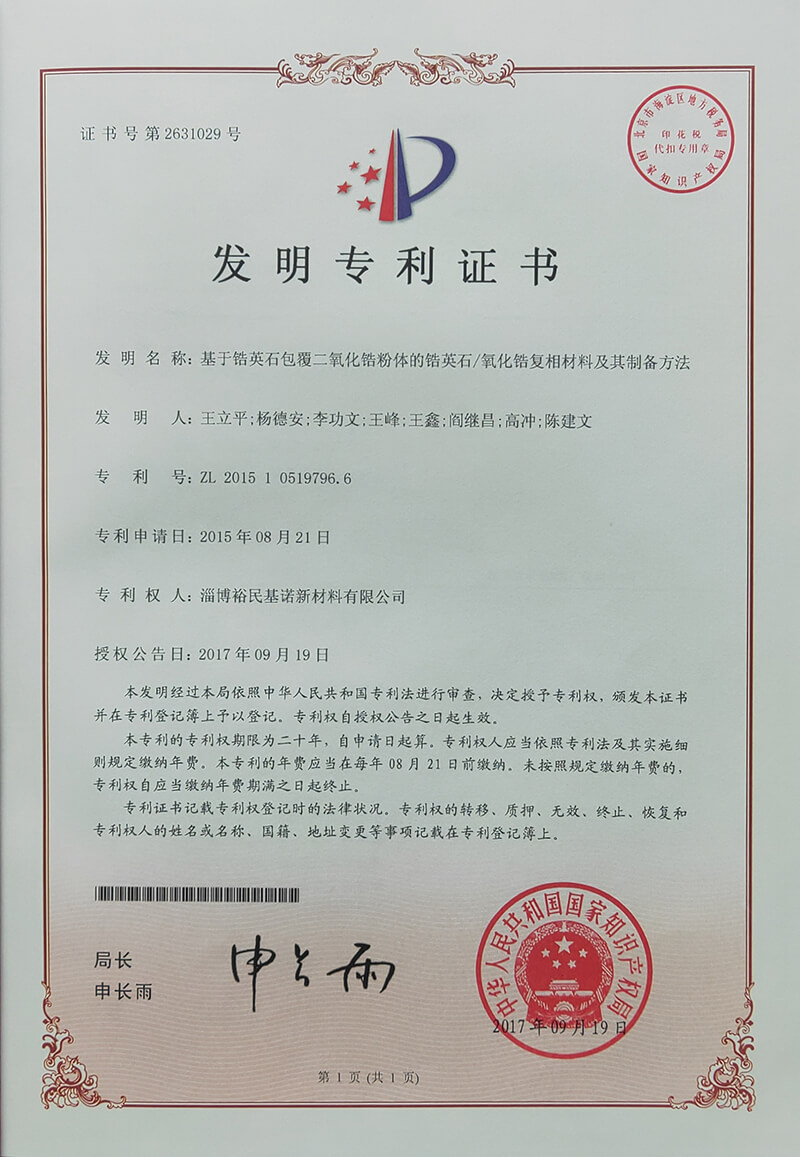 证书号第2631029号
北京市海淀区地方税务局
印花税
代扣专用章
国家知识产权局
发明专利证书
发明名称：基于锆英石包覆二氧化锆粉体的锆英石/氧化锆复相材料及其制备方法
发明人：王立平;杨德安;李功文;王峰;王鑫;阎继昌;高冲;陈建文
专利号：ZL 2015 1 0519796.6
专利申请日：2015年08月21日
专利权人：淄博裕民基诺新材料有限公司
授权公告日：2017年09月19日
本发明经过本局依照中华人民共和国专利法进行审查，决定授予专利权，颁发本证书
并在专利登记簿上予以登记。专利权自授权公告之日起生效。
本专利的专利权期限为二十年，自申请日起算。专利权人应当依照专利法及其实施细
则规定缴纳年费。本专利的年费应当在每年08月21日前缴纳。未按照规定缴纳年费的，
专利权自应当缴纳年费期满之日起终止。
专利证书记载专利权登记时的法律状况。专利权的转移、质押、无效、终止、恢复和
专利权人的姓名或名称、国籍、地址变更等事项记载在专利登记簿上。
局长
申长雨
申长雨
中华人民共和国国家知识产权局
2017年09月19日
第1页(共1页)